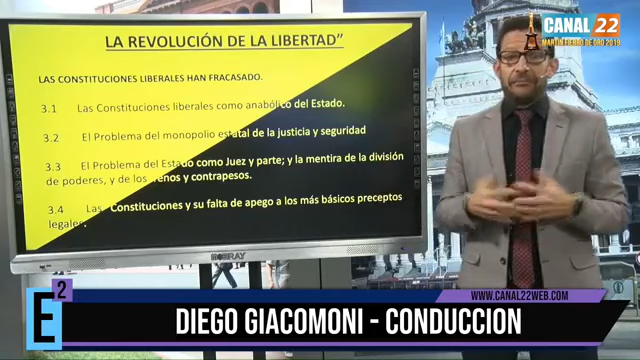 LA REVOLUCIÓN DE LA LIBERTAD”
LAS CONSTITUCIONES LIBERALES HAN FRACASADO.
3.1 Las Constituciones liberales como anabólico del Estado.
3.2 El Problema del monopolio estatal de la justicia y seguridad
3.3 El Problema del Estado como Juez y parte; y la mentira de la división
de poderes, y de los frenos y contrapesos.
3.4 Las Constituciones y su falta de apego a los más básicos preceptos
legales.
MOBIRAY
CANAL 22
MARTIN FIERRO DE ORO 2019
E2
WWW.CANAL22WEB.COM
DIEGO GIACOMONI - CONDUCCION